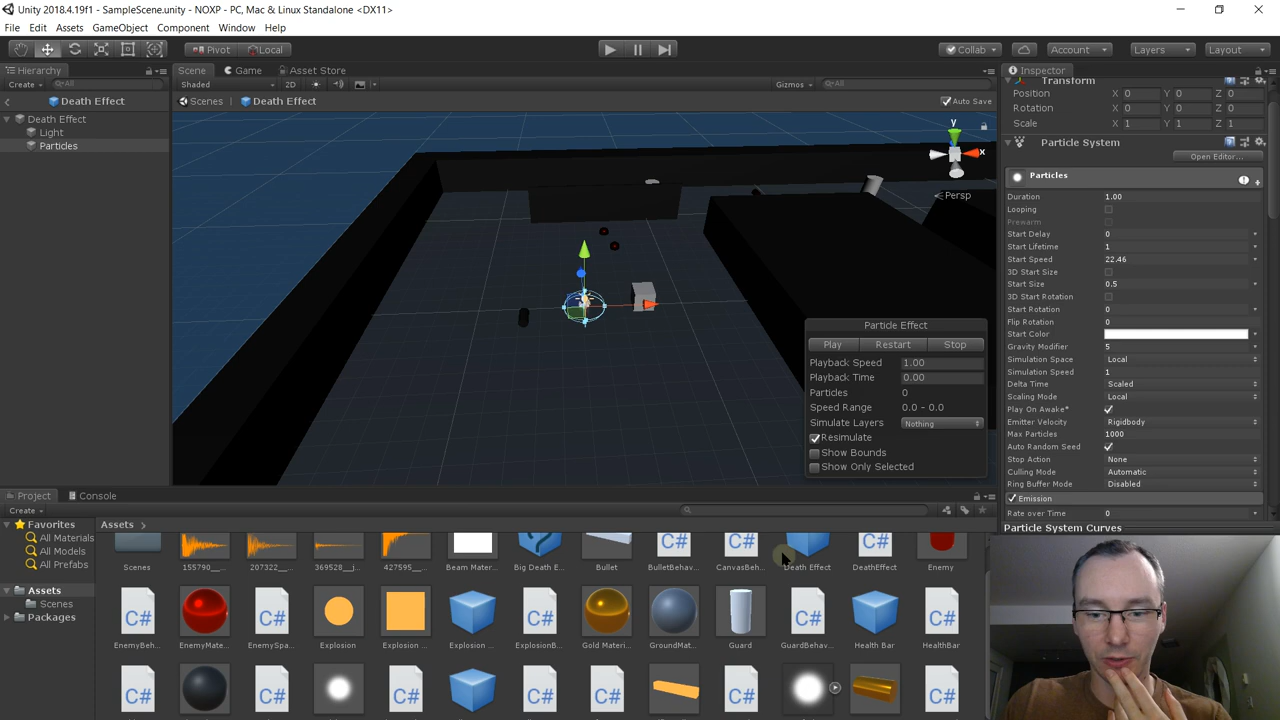 Unity 2018.4.19f1 - SampleScene.unity - NOXP - PC, Mac & Linux Standalone <DX11>
File Edit Assets GameObject Component Window Help
Pivot Local Collab Account Layers Layout
Hierarchy Scene Game Asset Store Inspector
Create All Shaded 2D Gizmos All Transform
Death Effect Scenes Death Effect Auto Save Position X 0 Y 0 Z 0
Death Effect Rotation X 0 Y 0 Z 0
Light Scale X 1 Y 1 Z 1
Particles y x Particle System
Open Editor...
Particles
Persp Duration 1.00
Looping
Prewarm
Start Delay 0
Start Lifetime 1
Start Speed 22.46
3D Start Size
Start Size 0.5
3D Start Rotation
Start Rotation 0
Flip Rotation 0
Particle Effect Start Color
Play Restart Stop Gravity Modifier 5
Playback Speed 1.00 Simulation Space Local
Playback Time 0.00 Simulation Speed 1
Particles 0 Delta Time Scaled
Speed Range 0.0 - 0.0 Scaling Mode Local
Simulate Layers Nothing Play On Awake* 
Resimulate Emitter Velocity Rigidbody
Show Bounds Max Particles 1000
Show Only Selected Auto Random Seed
Stop Action None
Culling Mode Automatic
Ring Buffer Mode Disabled
Project Console Emission
Create Rate over Time 0
Favorites Assets Particle System Curves
All Materials
All Models
All Prefabs
Assets
Scenes
Packages
C# C# C#
Scenes 155790__... 207322__... 369528__j... 427595__... Beam Mater... Big Death E... Bullet BulletBehav... CanvasBeh... Death Effect DeathEffect Enemy
C# C# C# C# C#
EnemyBeh... EnemyMate... EnemySpa... Explosion Explosion ... Explosion ... ExplosionB... Gold Materi... GroundMat... Guard GuardBehav... Health Bar HealthBar
C# C# C# C# C# C#